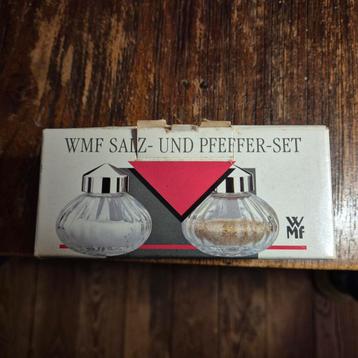 WMF SALZ- UND PFEFFER-SET
WMF